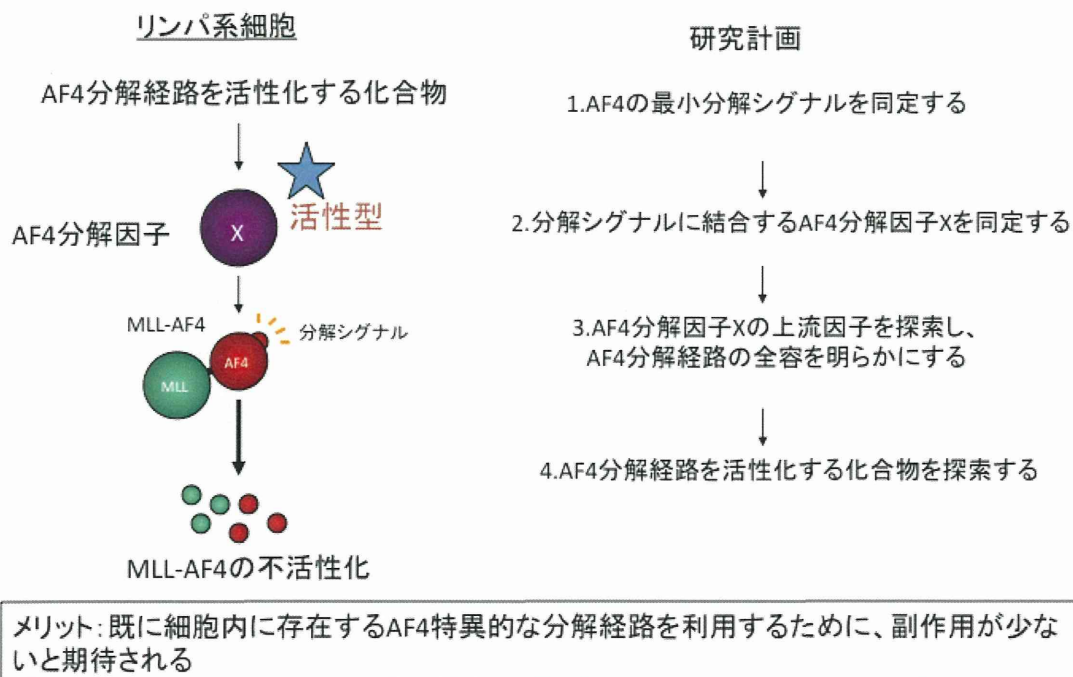 リンパ系細胞
AF4分解経路を活性化する化合物
活性型
AF4分解因子
X
MLL-AF4
分解シグナル
AF4
MLL
MLL-AF4の不活性化
研究計画
1.AF4の最小分解シグナルを同定する
2.分解シグナルに結合するAF4分解因子Xを同定する
3.AF4分解因子Xの上流因子を探索し、
AF4分解経路の全容を明らかにする
4.AF4分解経路を活性化する化合物を探索する
メリット：既に細胞内に存在するAF4特異的な分解経路を利用するために、副作用が少な
いと期待される